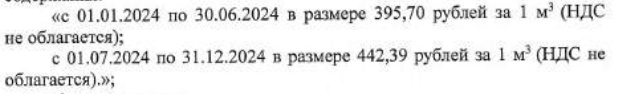 «с 01.01.2024 по 30.06.2024 в размере 395,70 рублей за 1 м³ (НДС
не облагается);
с 01.07.2024 по 31.12.2024 в размере 442,39 рублей за 1 м³ (НДС не
облагается).»;